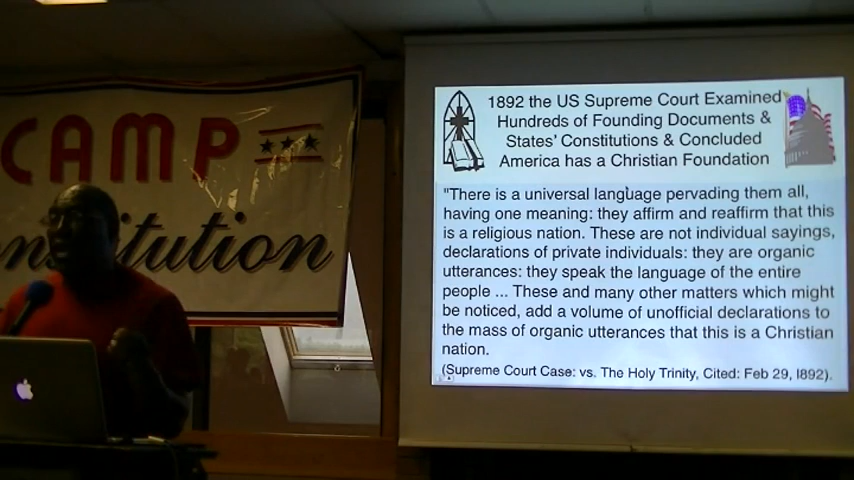 CAMP
nstitution
1892 the US Supreme Court Examined
Hundreds of Founding Documents &
States' Constitutions & Concluded
America has a Christian Foundation
"There is a universal language pervading them all,
having one meaning: they affirm and reaffirm that this
is a religious nation. These are not individual sayings,
declarations of private individuals: they are organic
utterances: they speak the language of the entire
people ... These and many other matters which might
be noticed, add a volume of unofficial declarations to
the mass of organic utterances that this is a Christian
nation.
(Supreme Court Case: vs. The Holy Trinity, Cited: Feb 29, I892).